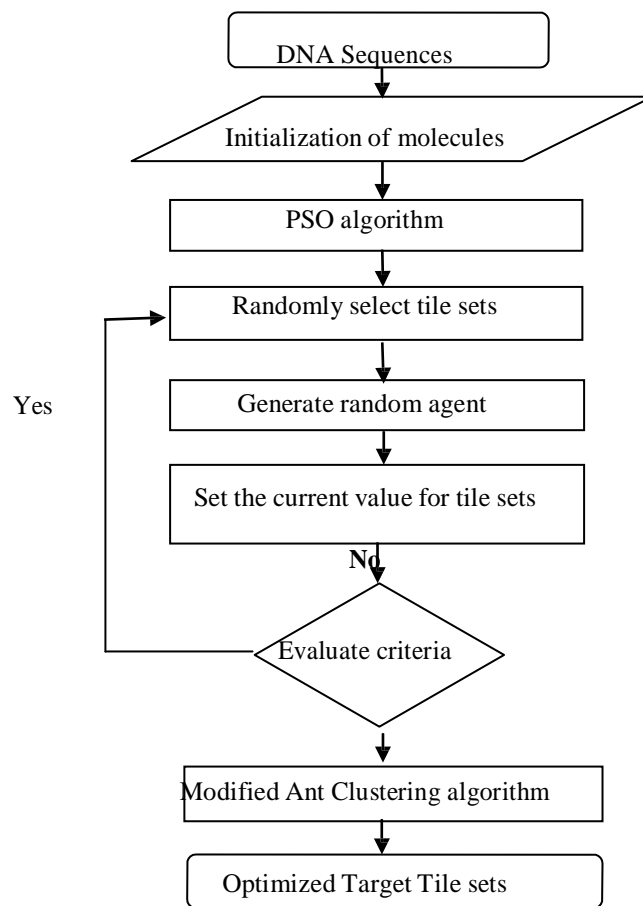 DNA Sequences
Initialization of molecules
PSO algorithm
Randomly select tile sets
Generate random agent
Yes
Set the current value for tile sets
No
Evaluate criteria
Modified Ant Clustering algorithm
Optimized Target Tile sets